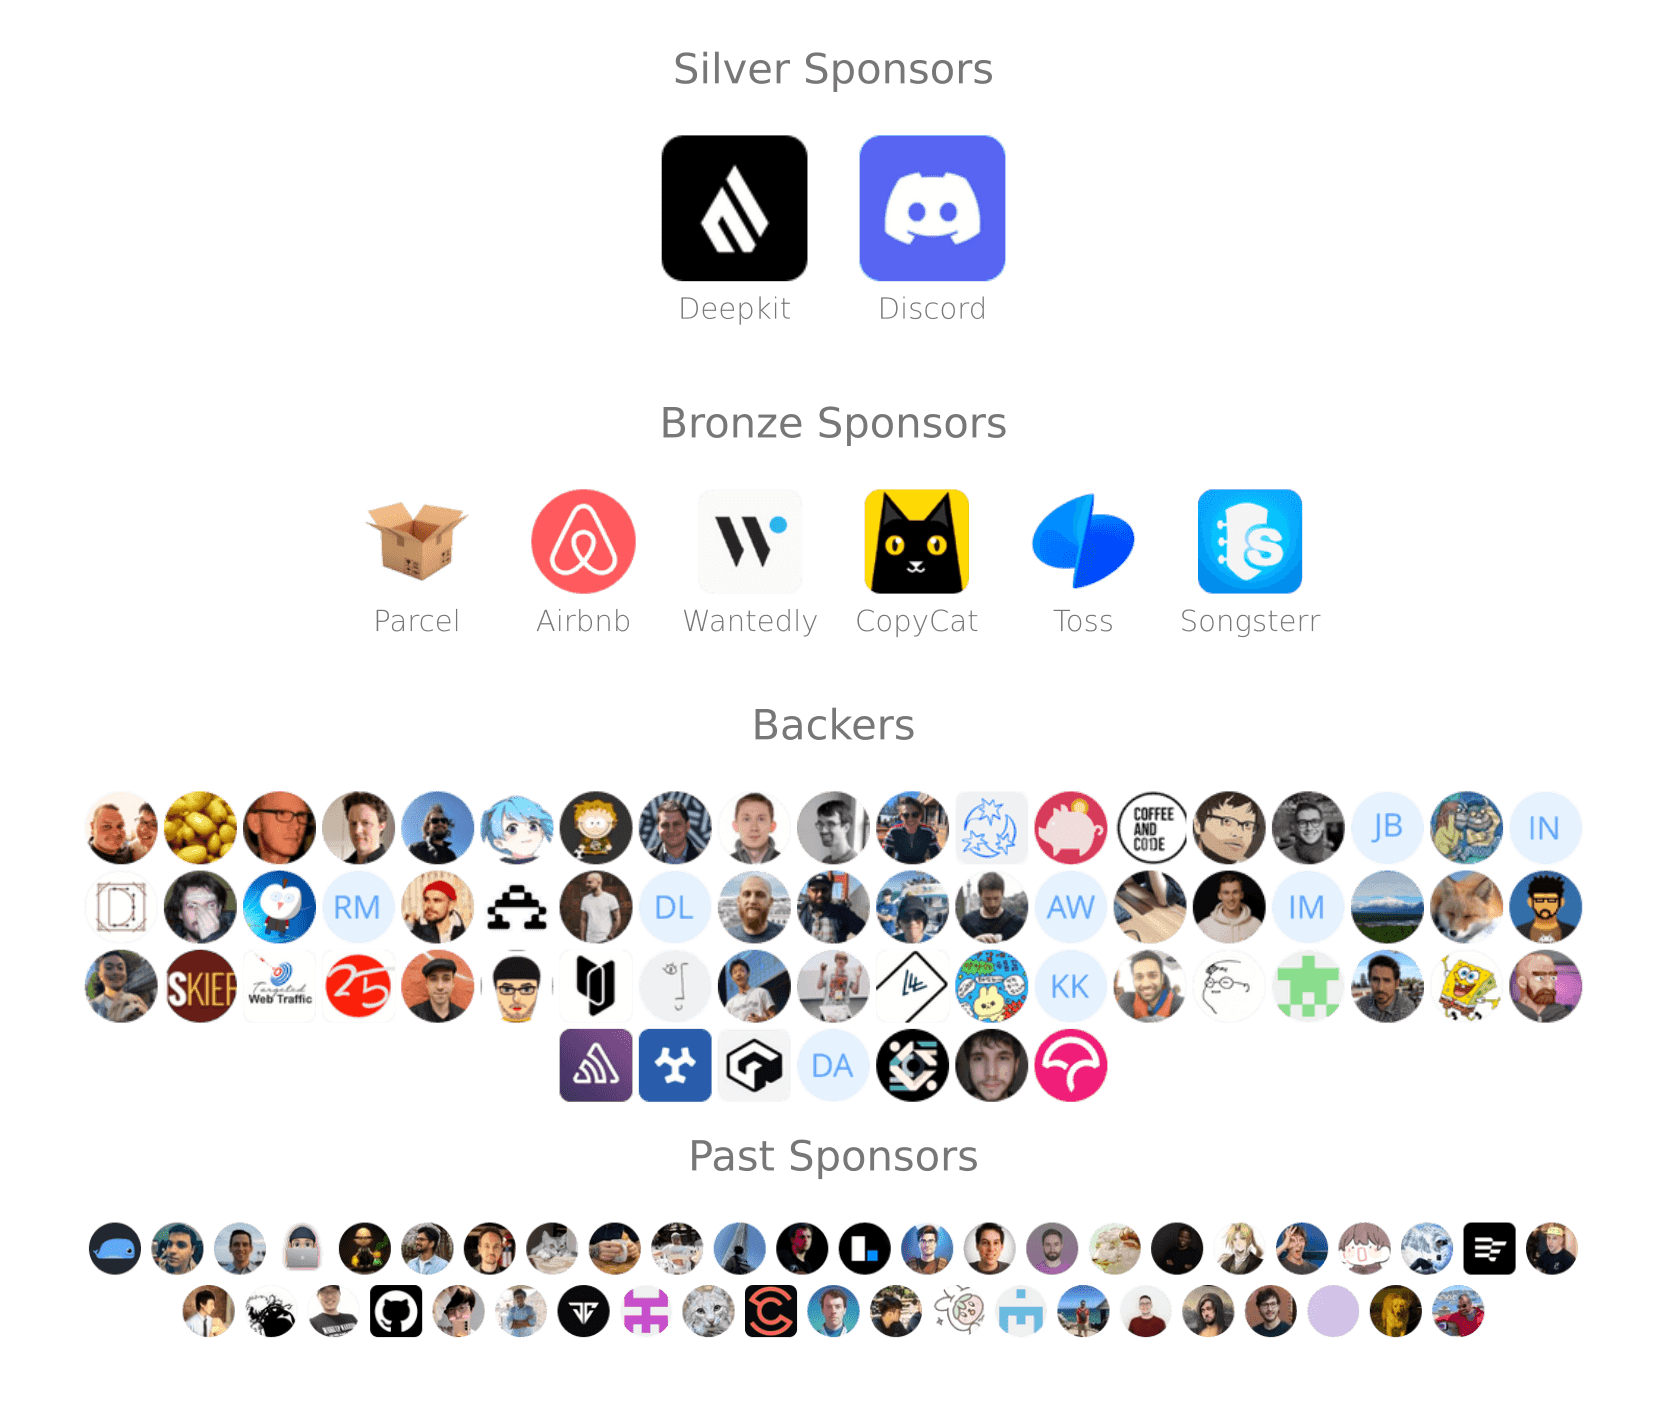 Silver Sponsors
Deepkit
Discord
Bronze Sponsors
Parcel
Airbnb
Wantedly
CopyCat
Toss
Songsterr
Backers
COFFEE
AND
CODE
JB
IN
RM
DL
AW
IM
SKIEF
Targeted
Web Traffic
25
KK
DA
Past Sponsors